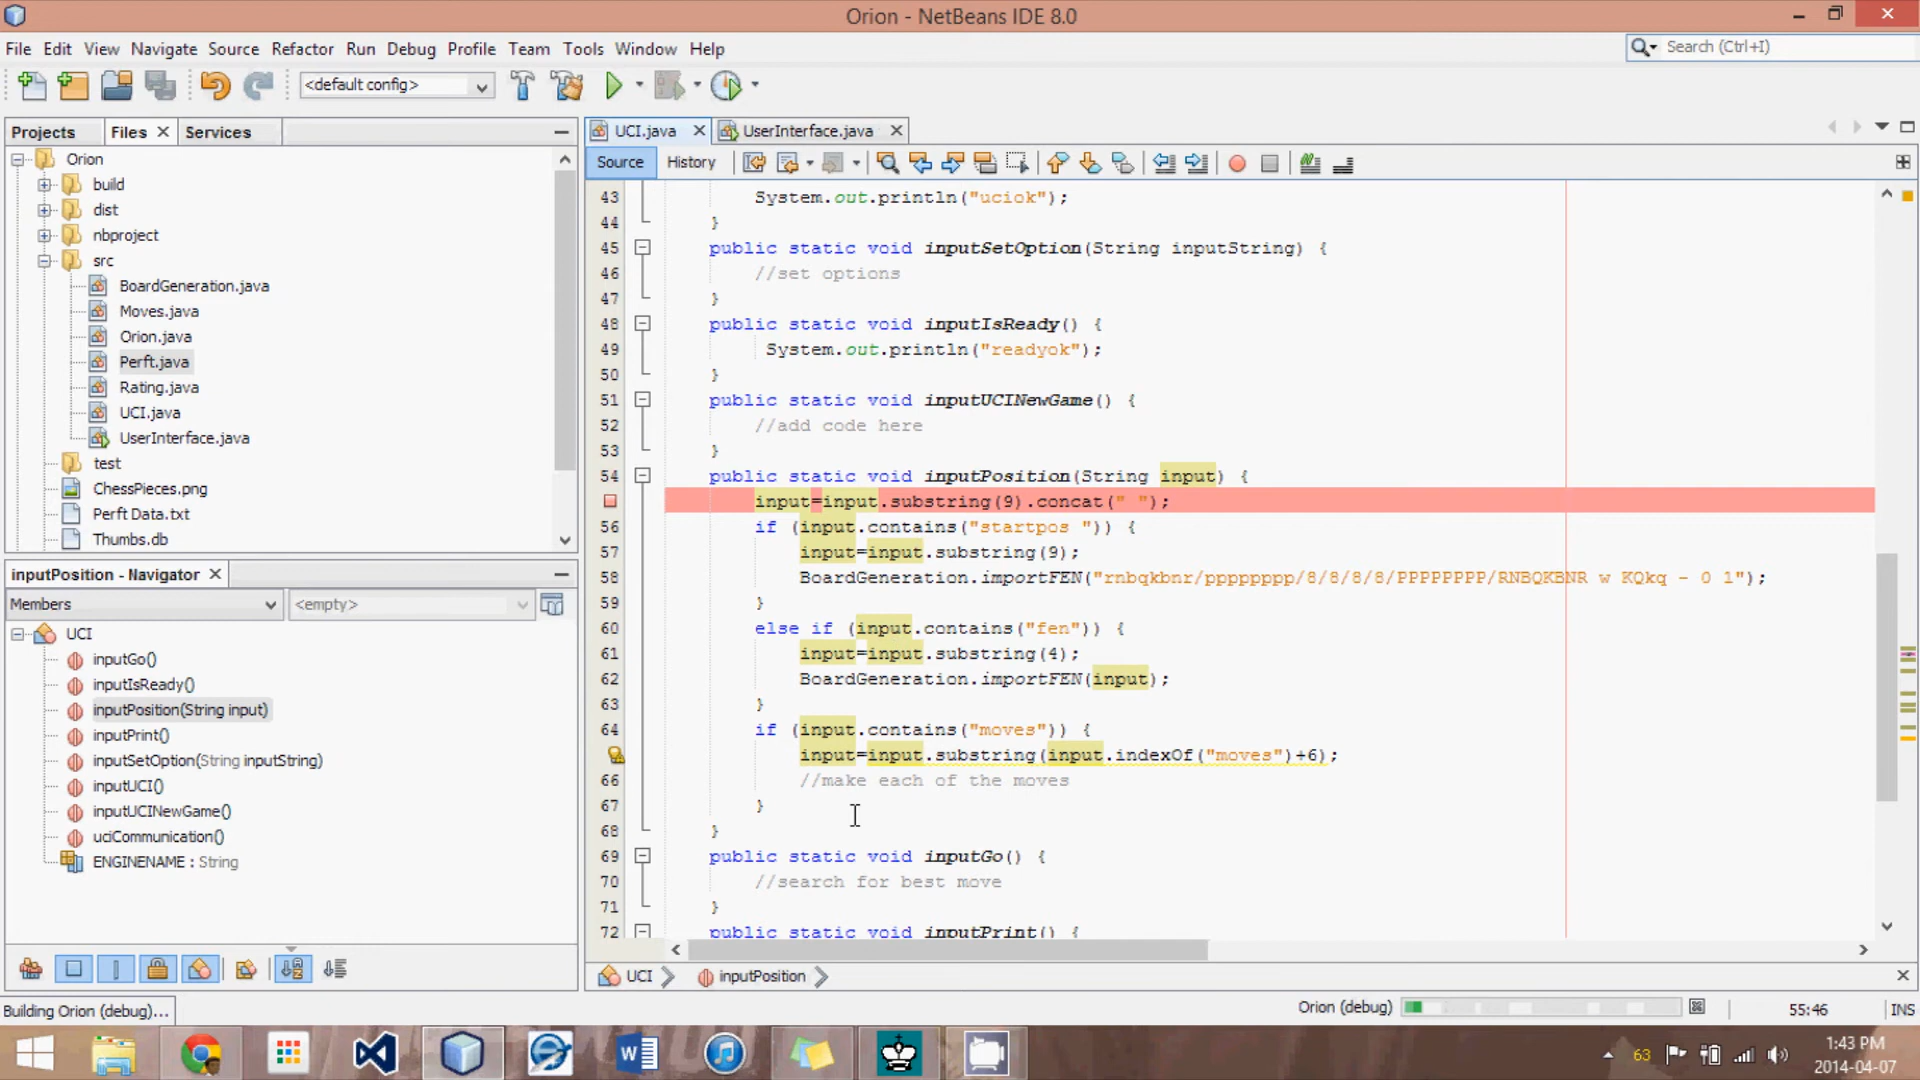 Orion - NetBeans IDE 8.0
File Edit View Navigate Source Refactor Run Debug Profile Team Tools Window Help
Search (Ctrl+I)
<default config>
Projects Files Services
Orion
build
dist
nbproject
src
BoardGeneration.java
Moves.java
Orion.java
Perft.java
Rating.java
UCI.java
UserInterface.java
test
ChessPieces.png
Perft Data.txt
Thumbs.db
inputPosition - Navigator
Members <empty>
UCI
inputGo()
inputIsReady()
inputPosition(String input)
inputPrint()
inputSetOption(String inputString)
inputUCI()
inputUCINewGame()
uciCommunication()
ENGINENAME : String
UCI.java UserInterface.java
Source History
43 System.out.println("uciok");
44 }
45 public static void inputSetOption(String inputString) {
46 //set options
47 }
48 public static void inputIsReady() {
49 System.out.println("readyok");
50 }
51 public static void inputUCINewGame() {
52 //add code here
53 }
54 public static void inputPosition(String input) {
input=input.substring(9).concat(" ");
56 if (input.contains("startpos ")) {
57 input=input.substring(9);
58 BoardGeneration.importFEN("rnbqkbnr/pppppppp/8/8/8/8/PPPPPPPP/RNBQKBNR w KQkq - 0 1");
59 }
60 else if (input.contains("fen")) {
61 input=input.substring(4);
62 BoardGeneration.importFEN(input);
63 }
64 if (input.contains("moves")) {
input=input.substring(input.indexOf("moves")+6);
66 //make each of the moves
67 }
68 }
69 public static void inputGo() {
70 //search for best move
71 }
72 public static void inputPrint() {
UCI inputPosition
Building Orion (debug)...
Orion (debug)
55:46 INS
63
1:43 PM
2014-04-07